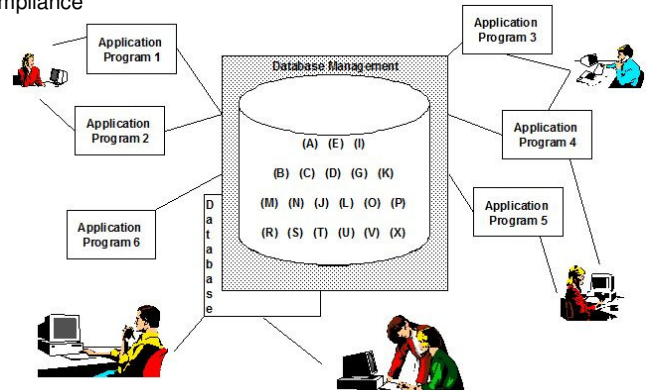 mpliance
Application
Program 1
Application
Program 2
Application
Program 6
Database Management
(A) (E) (I)
(B) (C) (D) (G) (K)
(M) (N) (J) (L) (O) (P)
(R) (S) (T) (U) (V) (X)
Database
Application
Program 3
Application
Program 4
Application
Program 5